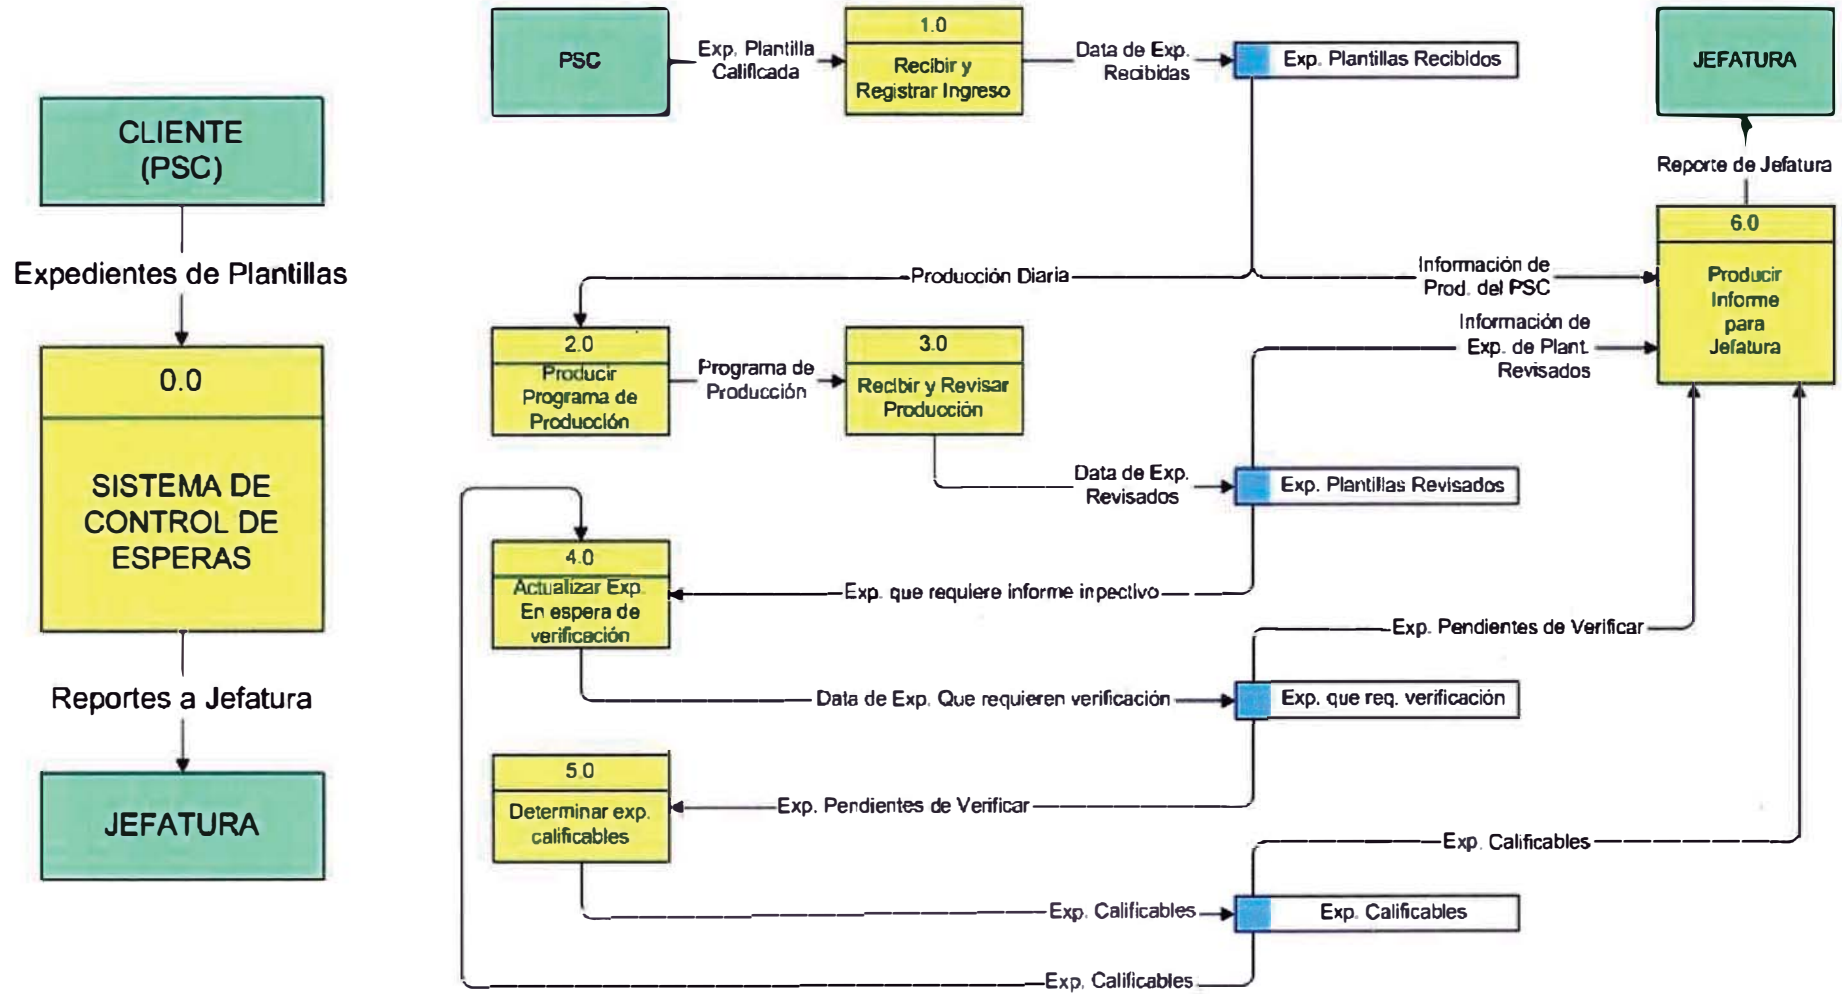 CLIENTE
(PSC)
Expedientes de Plantillas
0.0
SISTEMA DE
CONTROL DE
ESPERAS
Reportes a Jefatura
JEFATURA
PSC
Exp. Plantilla
Calificada
1.0
Recibir y
Registrar Ingreso
Data de Exp.
Recibidas
Exp. Plantillas Recibidos
JEFATURA
Reporte de Jefatura
6.0
Producir
Informe
para
Jefatura
Producción Diaria
Información de
Prod. del PSC
Información de
Exp. de Plant.
Revisados
2.0
Producir
Programa de
Producción
Programa de
Producción
3.0
Recibir y Revisar
Producción
Data de Exp.
Revisados
Exp. Plantillas Revisados
4.0
Actualizar Exp.
En espera de
verificación
Exp. que requiere informe inpectivo
Exp. Pendientes de Verificar
Data de Exp. Que requieren verificación
Exp. que req. verificación
5.0
Determinar exp.
calificables
Exp. Pendientes de Verificar
Exp. Calificables
Exp. Calificables
Exp. Calificables
Exp. Calificables